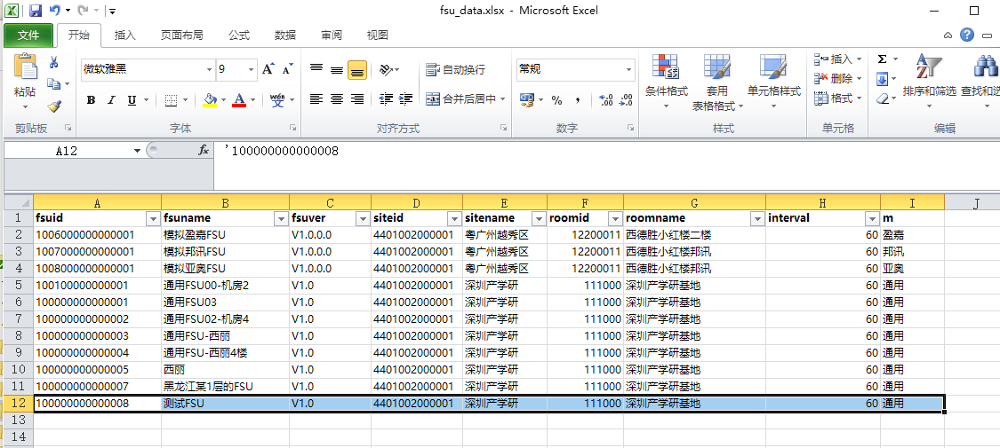 fsu_data.xlsx - Microsoft Excel
文件 开始 插入 页面布局 公式 数据 审阅 视图
微软雅黑 9 自动换行 常规 插入 Σ
粘贴 删除
B I U 合并后居中 % , 条件格式 套用 表格格式 单元格样式 格式 排序和筛选 查找和选
剪贴板 字体 对齐方式 数字 样式 单元格 编辑
A12 fx '100000000000008
A B C D E F G H I J
1 fsuid fsuname fsuver siteid sitename roomid roomname interval m
2 1006000000000001 模拟盈嘉FSU V1.0.0.0 4401002000001 粤广州越秀区 12200011 西德胜小红楼二楼 60 盈嘉
3 1007000000000001 模拟邦讯FSU V1.0.0.0 4401002000001 粤广州越秀区 12200011 西德胜小红楼邦讯 60 邦讯
4 1008000000000001 模拟亚奥FSU V1.0.0.0 4401002000001 粤广州越秀区 12200011 西德胜小红楼邦讯 60 亚奥
5 100100000000001 通用FSU00-机房2 V1.0 4401002000001 深圳产学研 111000 深圳产学研基地 60 通用
6 100000000000001 通用FSU03 V1.0 4401002000001 深圳产学研 111000 深圳产学研基地 60 通用
7 100000000000002 通用FSU02-机房4 V1.0 4401002000001 深圳产学研 111000 深圳产学研基地 60 通用
8 100000000000003 通用FSU-西丽 V1.0 4401002000001 深圳产学研 111000 深圳产学研基地 60 通用
9 100000000000004 通用FSU-西丽4楼 V1.0 4401002000001 深圳产学研 111000 深圳产学研基地 60 通用
10 100000000000005 西丽 V1.0 4401002000001 深圳产学研 111000 深圳产学研基地 60 通用
11 100000000000007 黑龙江某1层的FSU V1.0 4401002000001 深圳产学研 111000 深圳产学研基地 60 通用
12 100000000000008 测试FSU V1.0 4401002000001 深圳产学研 111000 深圳产学研基地 60 通用
13
14